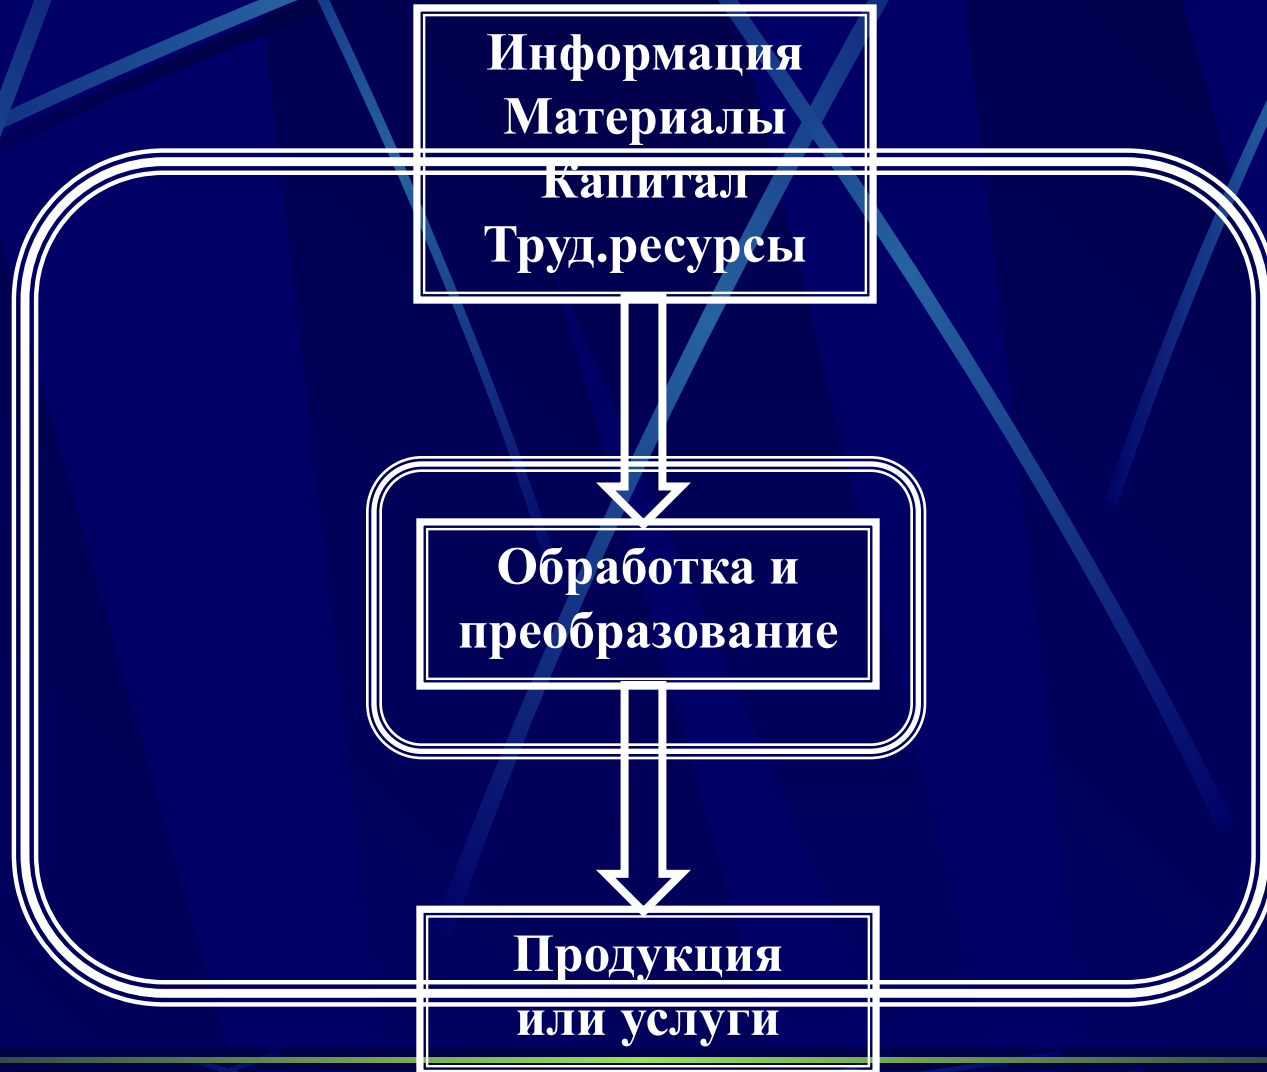 Информация
Материалы
Капитал
Труд.ресурсы
Обработка и
преобразование
Продукция
или услуги